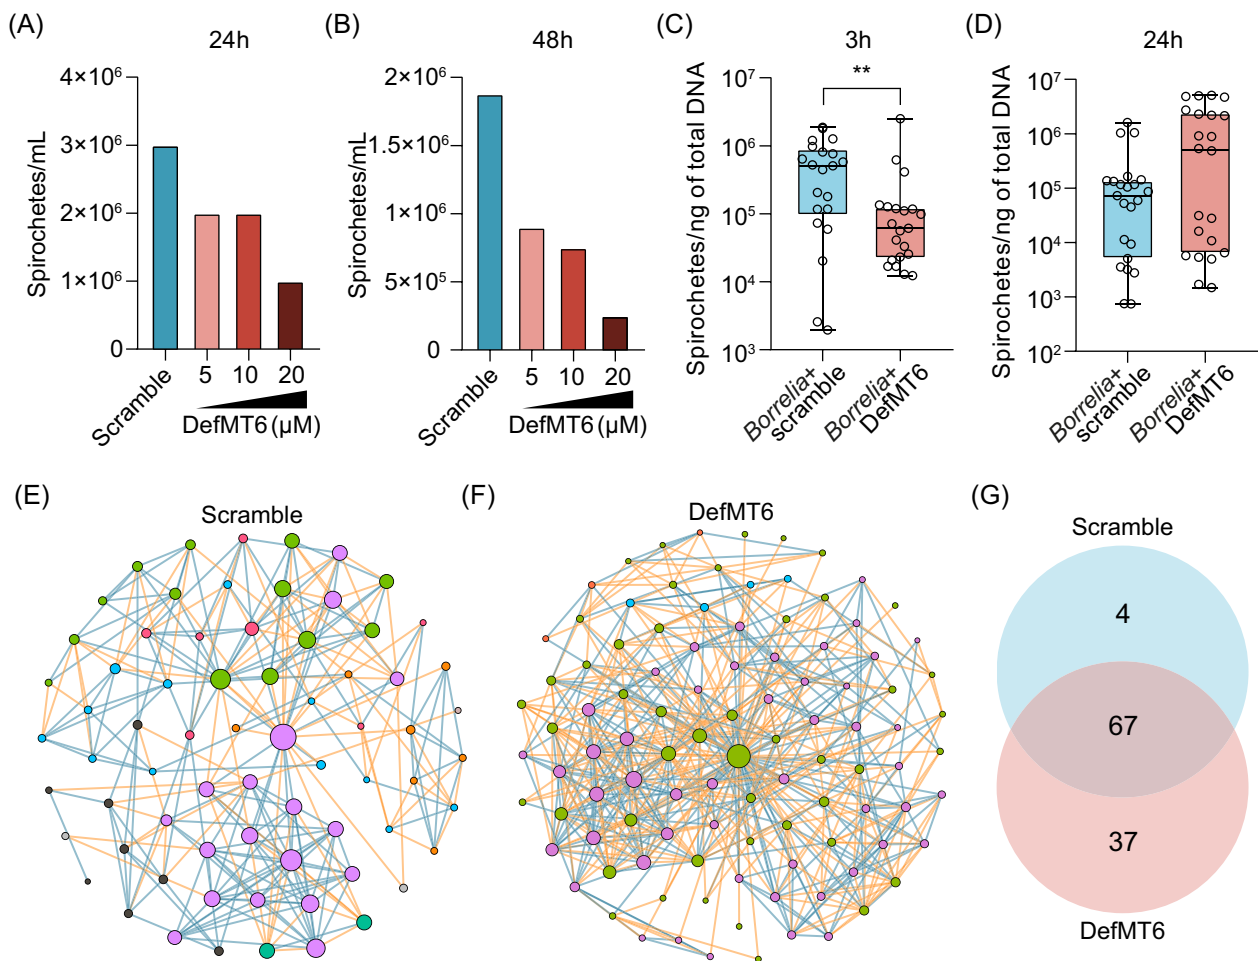 (A)
24h
Spirochetes/mL
4×10⁶
3×10⁶
2×10⁶
1×10⁶
0
Scramble
5 10 20
DefMT6 (μM)
(B)
48h
Spirochetes/mL
2×10⁶
1.5×10⁶
1×10⁶
5×10⁵
0
Scramble
5 10 20
DefMT6 (μM)
(C)
3h
Spirochetes/ng of total DNA
10⁷
10⁶
10⁵
10⁴
10³
**
Borrelia+
scramble
Borrelia+
DefMT6
(D)
24h
Spirochetes/ng of total DNA
10⁷
10⁶
10⁵
10⁴
10³
10²
Borrelia+
scramble
Borrelia+
DefMT6
(E)
Scramble
(F)
DefMT6
(G)
Scramble
4
67
37
DefMT6